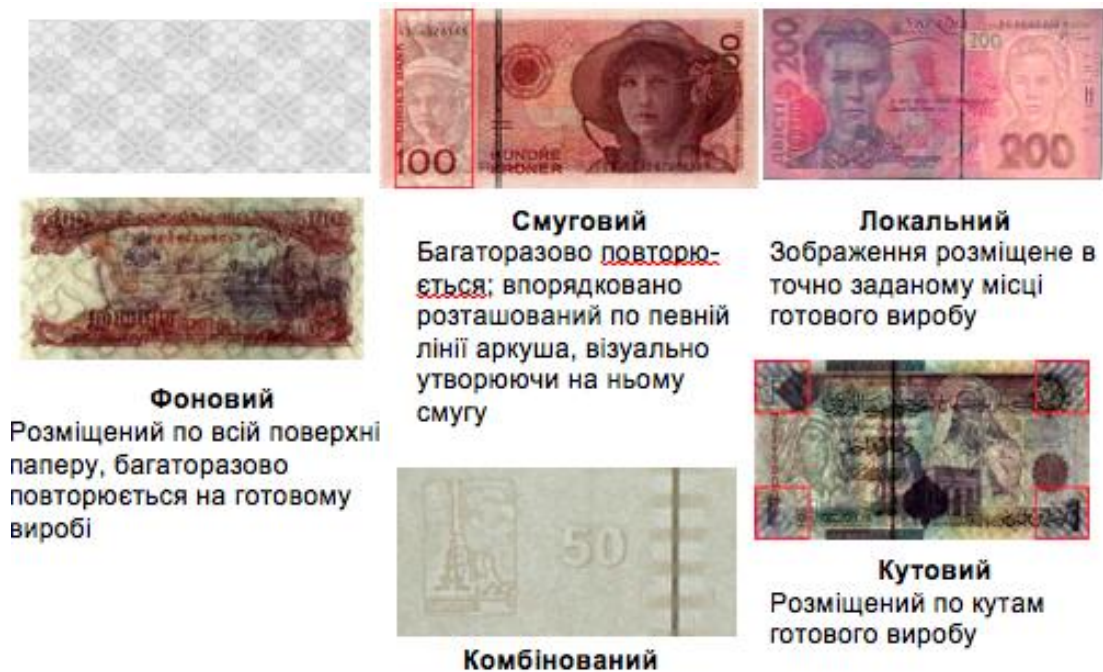 100
HUNDRE
KRONER
200
200
200
Смуговий
Багаторазово повторю-
ється; впорядковано
розташований по певній
лінії аркуша, візуально
утворюючи на ньому
смугу
Локальний
Зображення розміщене в
точно заданому місці
готового виробу
Фоновий
Розміщений по всій поверхні
паперу, багаторазово
повторюється на готовому
виробі
50
Комбінований
Кутовий
Розміщений по кутам
готового виробу